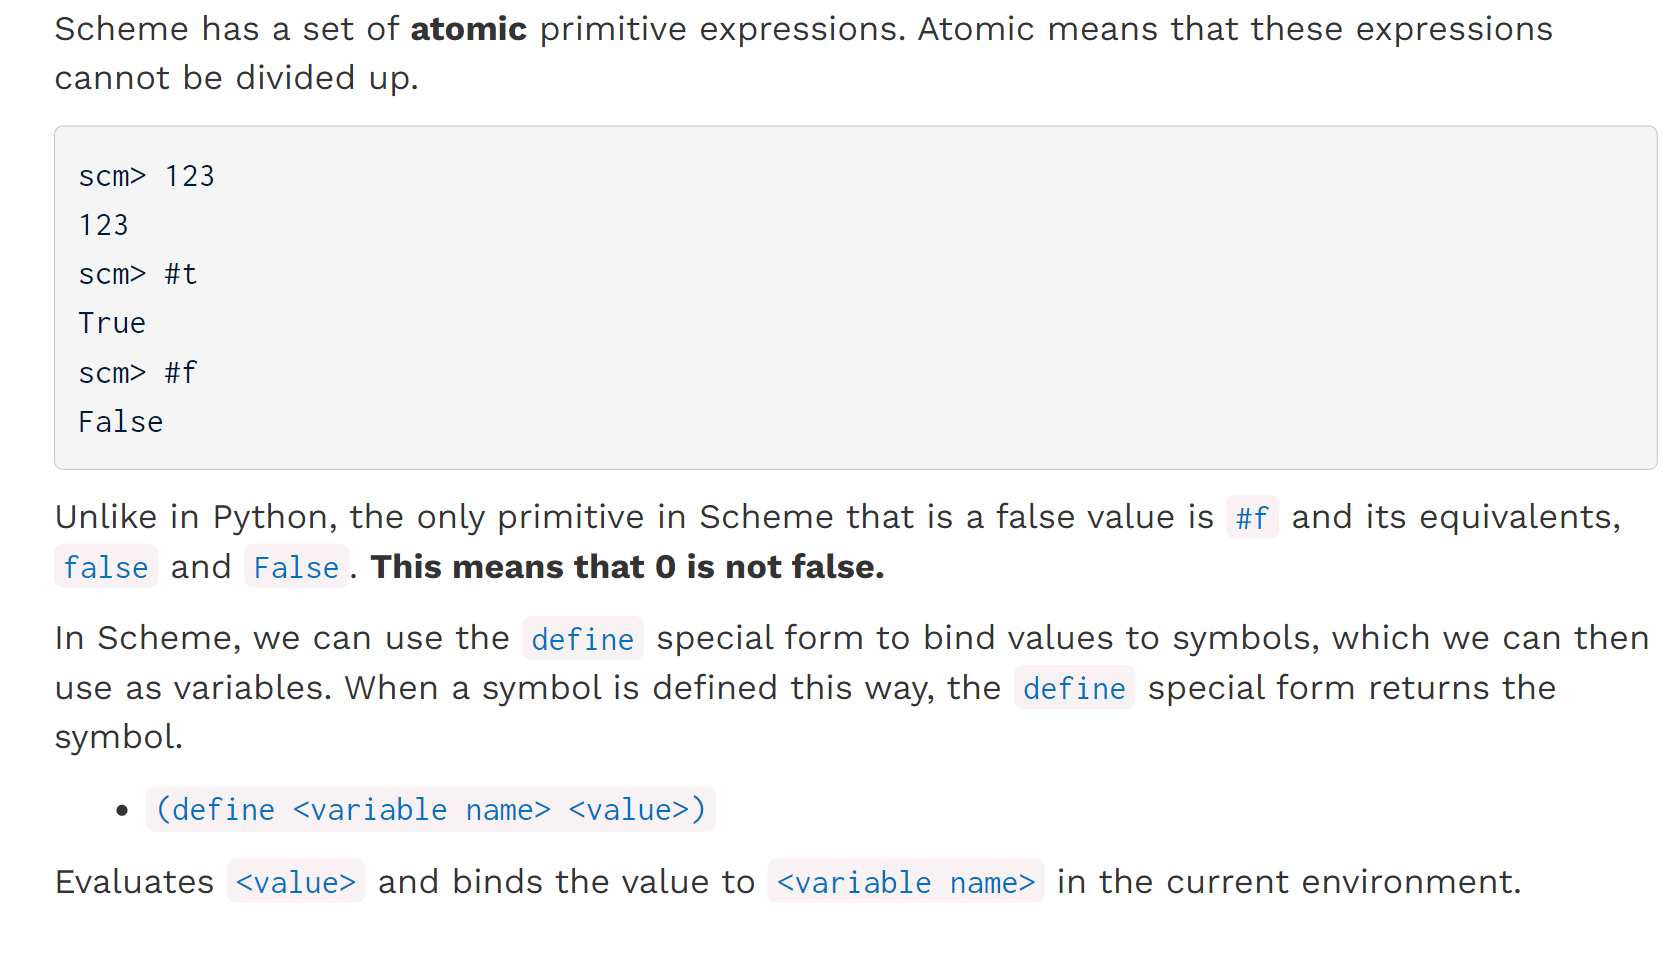 Scheme has a set of atomic primitive expressions. Atomic means that these expressions
cannot be divided up.
scm> 123
123
scm> #t
True
scm> #f
False
Unlike in Python, the only primitive in Scheme that is a false value is #f and its equivalents,
false and False. This means that 0 is not false.
In Scheme, we can use the define special form to bind values to symbols, which we can then
use as variables. When a symbol is defined this way, the define special form returns the
symbol.
• (define <variable name> <value>)
Evaluates <value> and binds the value to <variable name> in the current environment.